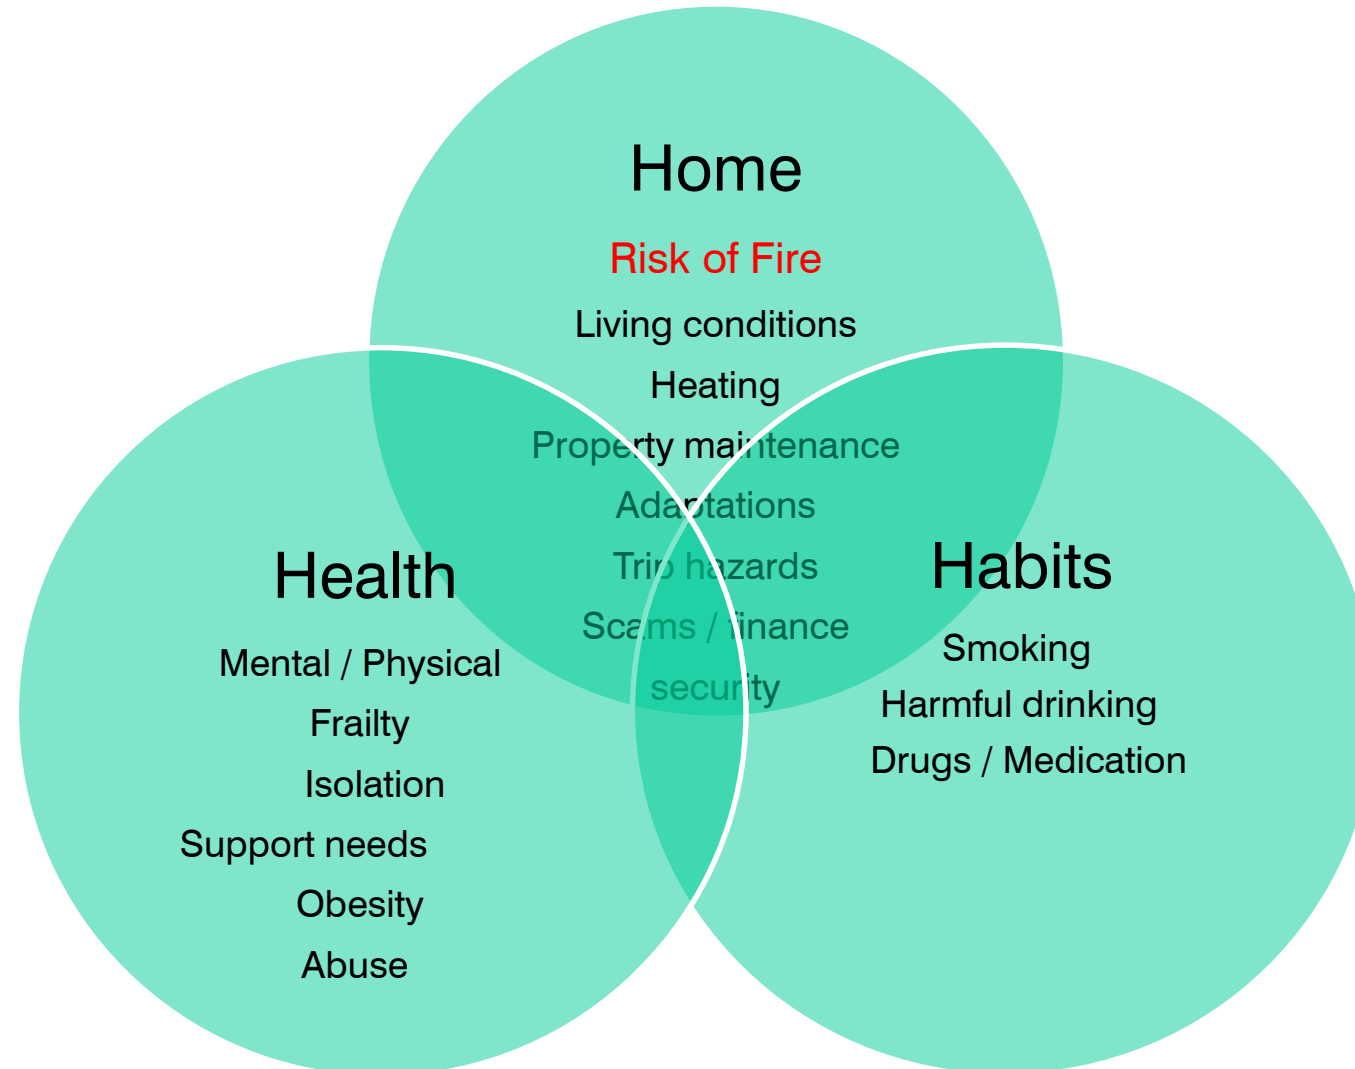 Home
Risk of Fire
Living conditions
Heating
Property maintenance
Adaptations
Trip hazards
Scams / finance
security
Health
Mental / Physical
Frailty
Isolation
Support needs
Obesity
Abuse
Habits
Smoking
Harmful drinking
Drugs / Medication